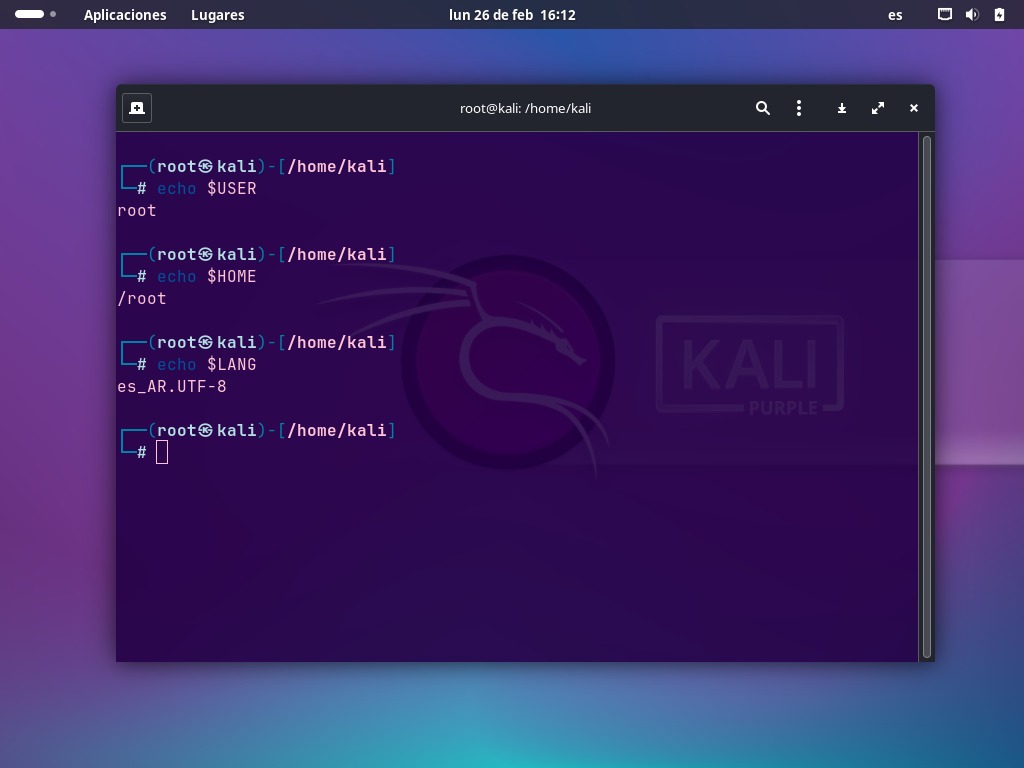 Aplicaciones Lugares lun 26 de feb 16:12 es
root@kali: /home/kali
┌──(root㉿kali)-[/home/kali]
└─# echo $USER
root
┌──(root㉿kali)-[/home/kali]
└─# echo $HOME
/root
┌──(root㉿kali)-[/home/kali]
└─# echo $LANG
es_AR.UTF-8
┌──(root㉿kali)-[/home/kali]
└─#
KALI
PURPLE